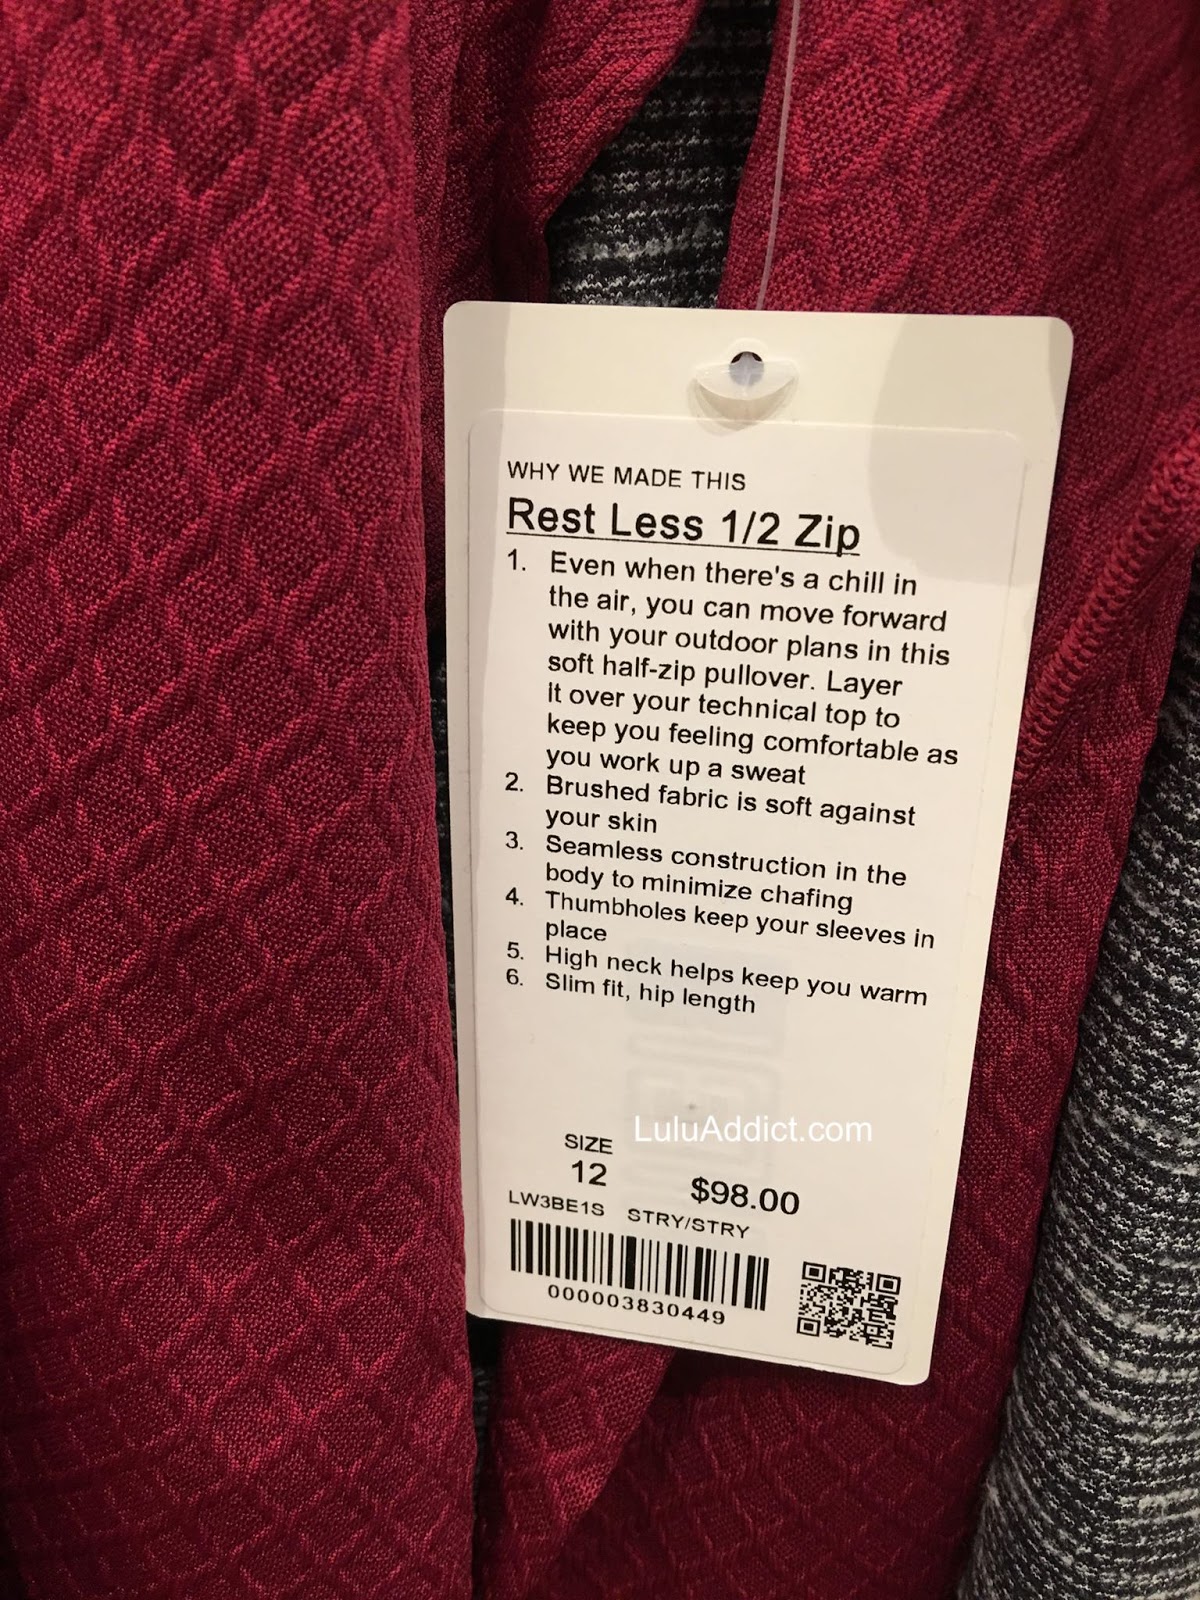 WHY WE MADE THIS
Rest Less 1/2 Zip
1. Even when there's a chill in
the air, you can move forward
with your outdoor plans in this
soft half-zip pullover. Layer
it over your technical top to
keep you feeling comfortable as
you work up a sweat
2. Brushed fabric is soft against
your skin
3. Seamless construction in the
body to minimize chafing
4. Thumbholes keep your sleeves in
place
5. High neck helps keep you warm
6. Slim fit, hip length
LuluAddict.com
SIZE
12 $98.00
LW3BE1S STRY/STRY
000003830449